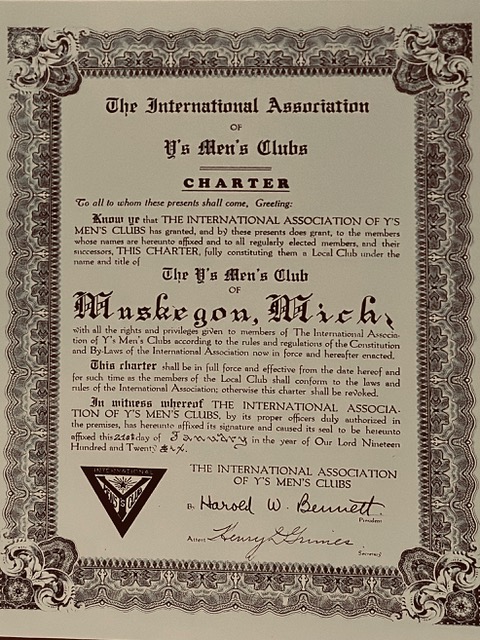 The International Association
OF
Y's Men's Clubs
CHARTER
To all to whom these presents shall come, Greeting:
Know ye that THE INTERNATIONAL ASSOCIATION OF Y'S
MEN'S CLUBS has granted, and by these presents does grant, to the members
whose names are hereunto affixed and to all regularly elected members, and their
successors, THIS CHARTER, fully constituting them a Local Club under the
name and title of
The Y's Men's Club
OF
Muskegon, Mich.
with all the rights and privileges given to members of The International Associa-
tion of Y's Men's Clubs according to the rules and regulations of the Constitution
and By-Laws of the International Association now in force and hereafter enacted.
This charter shall be in full force and effective from the date hereof and
for such time as the members of the Local Club shall conform to the laws and
rules of the International Association; otherwise this charter shall be revoked.
In witness whereof THE INTERNATIONAL ASSOCIA-
TION OF Y'S MEN'S CLUBS, by its proper officers duly authorized in
the premises, has hereunto affixed its signature and caused its seal to be hereunto
affixed this 21st day of January in the year of our Lord Nineteen
Hundred and Twenty six.
INTERNATIONAL
Y'S MEN'S CLUBS
THE INTERNATIONAL ASSOCIATION
OF Y'S MEN'S CLUBS
By Harold W. Bennett
President
Attest Henry D Grimes
Secretary